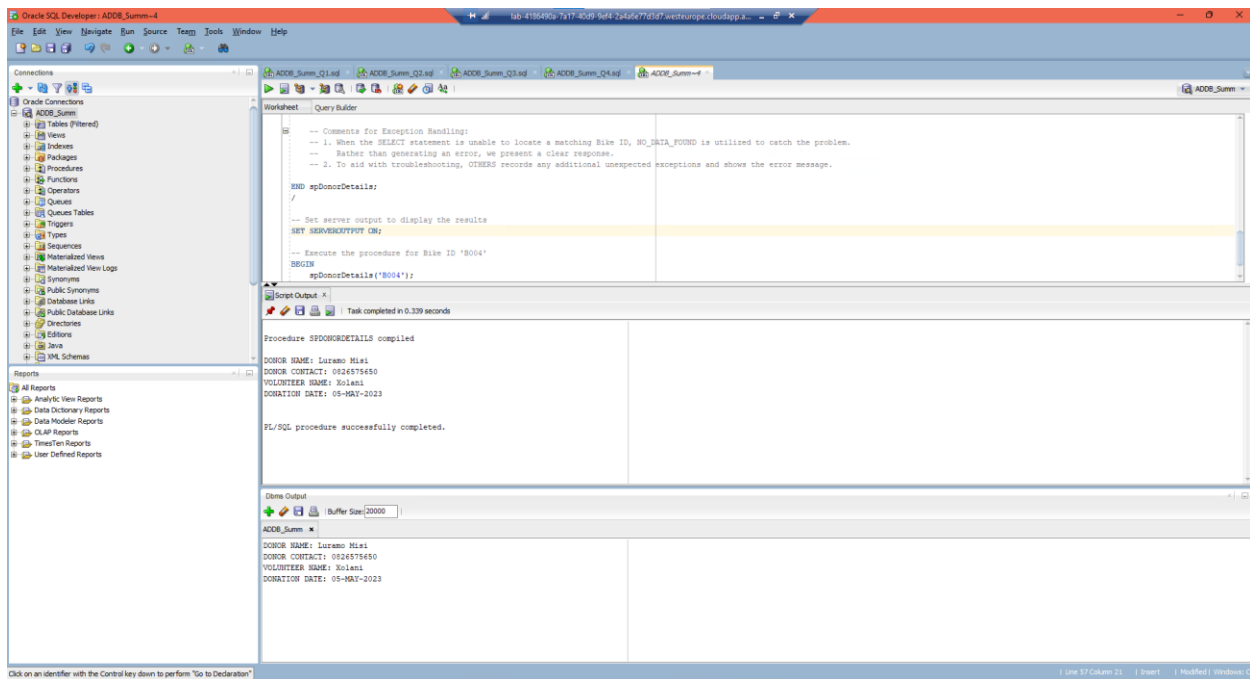 Oracle SQL Developer : ADDB_Summ~4
lab-4186490a-7a17-40d9-9ef4-2a4a6e77d3d7.westeurope.cloudapp.a...
File Edit View Navigate Run Source Team Tools Window Help
Connections
Oracle Connections
ADDB_Summ
Tables (Filtered)
Views
Indexes
Packages
Procedures
Functions
Operators
Queues
Queues Tables
Triggers
Types
Sequences
Materialized Views
Materialized View Logs
Synonyms
Public Synonyms
Database Links
Public Database Links
Directories
Editions
Java
XML Schemas
Reports
All Reports
Analytic View Reports
Data Dictionary Reports
Data Modeler Reports
OLAP Reports
TimesTen Reports
User Defined Reports
ADDB_Summ_Q1.sql ADDB_Summ_Q2.sql ADDB_Summ_Q3.sql ADDB_Summ_Q4.sql ADDB_Summ~4
ADDB_Summ
Worksheet Query Builder
-- Comments for Exception Handling:
-- 1. When the SELECT statement is unable to locate a matching Bike ID, NO_DATA_FOUND is utilized to catch the problem.
-- Rather than generating an error, we present a clear response.
-- 2. To aid with troubleshooting, OTHERS records any additional unexpected exceptions and shows the error message.
END spDonorDetails;
/
-- Set server output to display the results
SET SERVEROUTPUT ON;
-- Execute the procedure for Bike ID 'B004'
BEGIN
spDonorDetails('B004');
Script Output
Task completed in 0.339 seconds
Procedure SPDONORDETAILS compiled
DONOR NAME: Luramo Misi
DONOR CONTACT: 0826575650
VOLUNTEER NAME: Xolani
DONATION DATE: 05-MAY-2023
PL/SQL procedure successfully completed.
Dbms Output
Buffer Size: 20000
ADDB_Summ
DONOR NAME: Luramo Misi
DONOR CONTACT: 0826575650
VOLUNTEER NAME: Xolani
DONATION DATE: 05-MAY-2023
Click on an identifier with the Control key down to perform "Go to Declaration"
Line 57 Column 21 | Insert | Modified | Windows: C